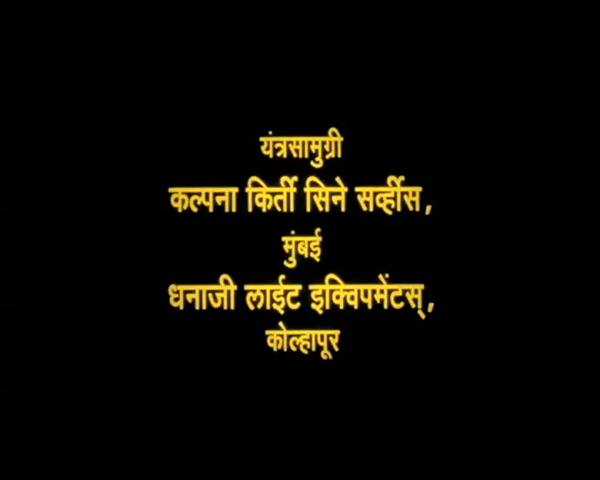 यंत्रसामुग्री
कल्पना किर्ती सिने सर्व्हीस,
मुंबई
धनाजी लाईट इक्विपमेंटस्,
कोल्हापूर